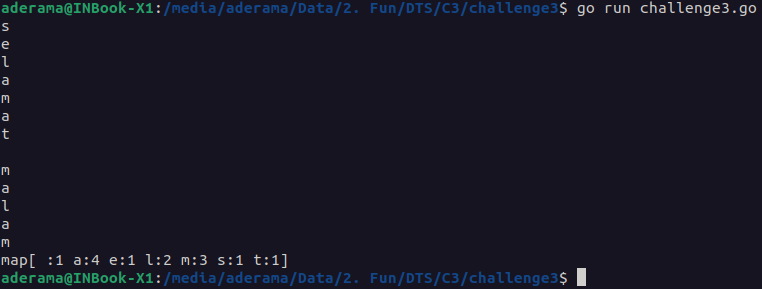 aderama@INBook-X1:/media/aderama/Data/2. Fun/DTS/C3/challenge3$ go run challenge3.go
s
e
l
a
m
a
t

m
a
l
a
m
map[ :1 a:4 e:1 l:2 m:3 s:1 t:1]
aderama@INBook-X1:/media/aderama/Data/2. Fun/DTS/C3/challenge3$